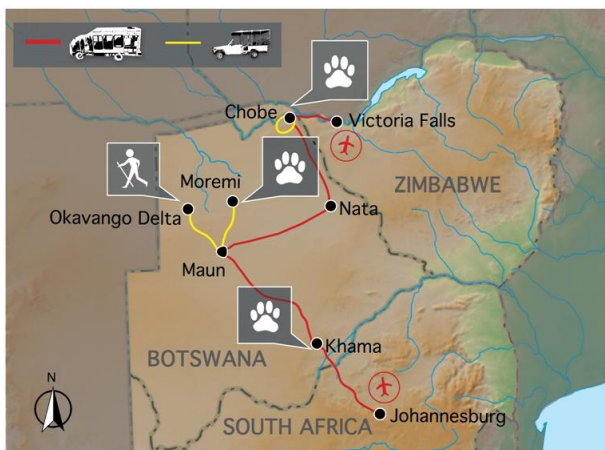 Chobe
Victoria Falls
ZIMBABWE
Moremi
Okavango Delta
Nata
Maun
Khama
BOTSWANA
N
Johannesburg
SOUTH AFRICA